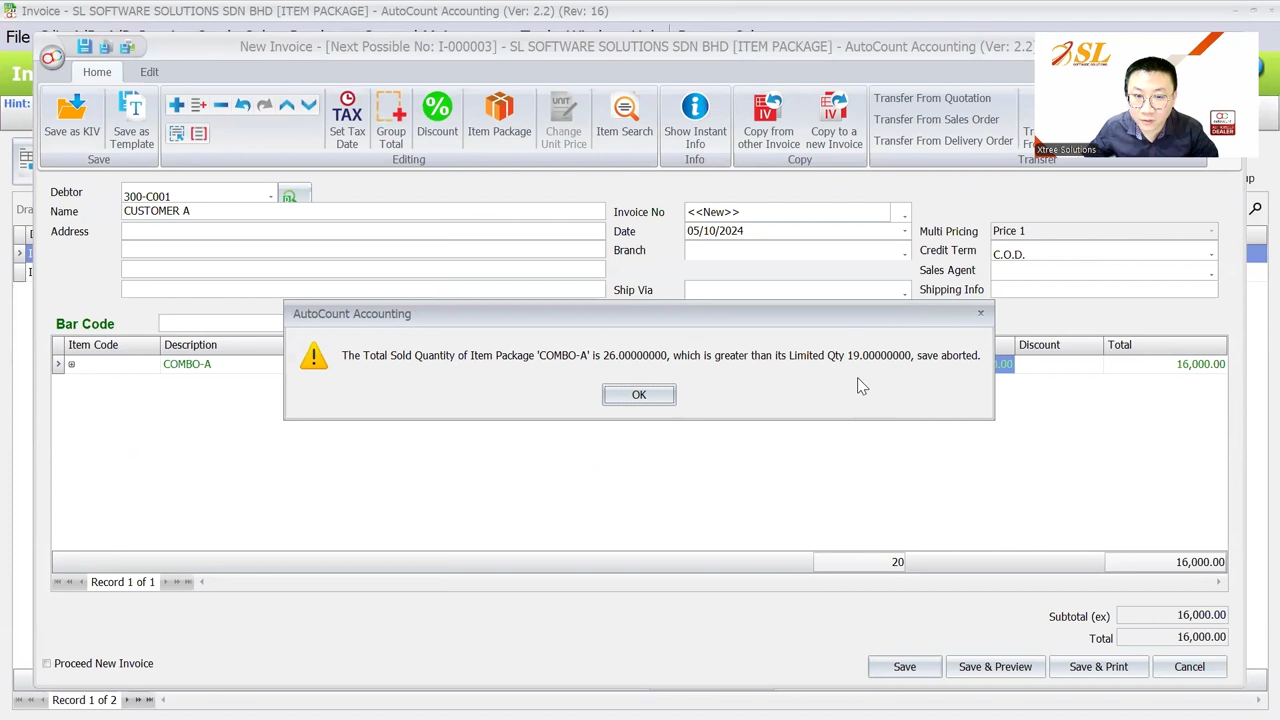 Invoice - SL SOFTWARE SOLUTIONS SDN BHD [ITEM PACKAGE] - AutoCount Accounting (Ver: 2.2) (Rev: 16)
File
New Invoice - [Next Possible No: I-000003] - SL SOFTWARE SOLUTIONS SDN BHD [ITEM PACKAGE] - AutoCount Accounting (Ver: 2.2)
SL
Home Edit
Hint:
Save as KIV
Save as Template
Set Tax Date
TAX
Group Total
Discount
Item Package
UNIT PRICE
Change Unit Price
Item Search
Show Instant Info
Copy from other Invoice
Copy to a new Invoice
Transfer From Quotation
Transfer From Sales Order
Transfer From Delivery Order
Save
Editing
Info
Copy
Transfer
Xtree Solutions
DEALER
Debtor 300-C001
Name CUSTOMER A
Address
Invoice No <<New>>
Date 05/10/2024
Branch
Ship Via
Multi Pricing Price 1
Credit Term C.O.D.
Sales Agent
Shipping Info
Bar Code
Item Code Description Discount Total
COMBO-A 16,000.00
AutoCount Accounting
The Total Sold Quantity of Item Package 'COMBO-A' is 26.00000000, which is greater than its Limited Qty 19.00000000, save aborted.
OK
20 16,000.00
Record 1 of 1
Subtotal (ex) 16,000.00
Total 16,000.00
Proceed New Invoice
Save Save & Preview Save & Print Cancel
Record 1 of 2